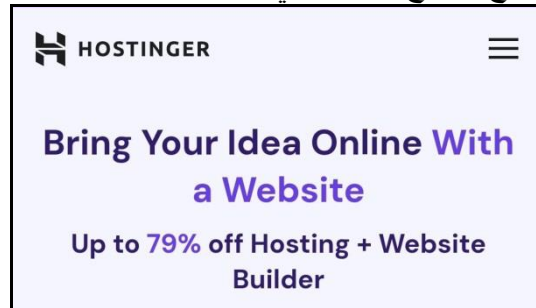 HOSTINGER
Bring Your Idea Online With
a Website
Up to 79% off Hosting + Website
Builder